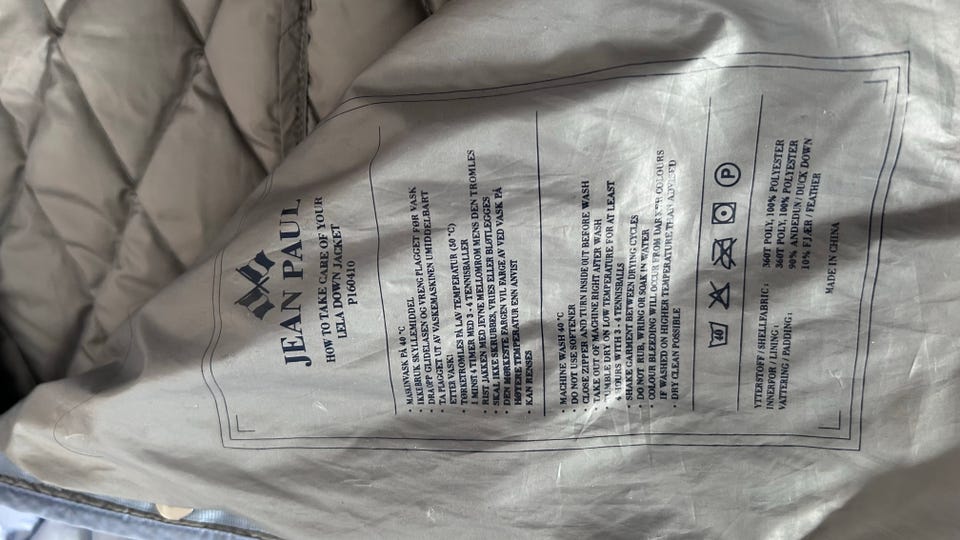 JEAN PAUL
HOW TO TAKE CARE OF YOUR
LELA DOWN JACKET
P160410
• MASKINVASK PÅ 40 °C
IKKE BRUK SKYLLEMIDDEL
• DRA OPP GLIDELÅSEN OG VRENG PLAGGET FØR VASK
TA PLAGGET UT AV VASKEMASKINEN UMIDDELBART
ETTER VASK
• TØRKETROMLES PÅ LAV TEMPERATUR
I MINST 4 TIMER MED 3 - 4 TENNISBALLER
• RIST JAKKEN MED JEVNE MELLOMROM MENS DEN TROMLES
• SKAL IKKE SKRUBBES, VRIES ELLER BLØTLEGGES
• DEN MØRKESTE FARGEN VIL FARGE AV VED VASK PÅ
HØYERE TEMPERATUR ENN ANVIST
• KAN RENSES
• MACHINE WASH 40 °C
• DO NOT USE SOFTENER
CLOSE ZIPPER AND TURN INSIDE OUT BEFORE WASH
TAKE OUT OF MACHINE RIGHT AFTER WASH
• TUMBLE DRY ON LOW TEMPERATURE FOR AT LEAST
4 HOURS WITH 3 - 4 TENNISBALLS
SHAKE GARMENT BETWEEN DRYING CYCLES
• DO NOT RUB, WRING OR SOAK IN WATER
• COLOUR BLEEDING WILL OCCUR FROM DARKER COLOURS
IF WASHED ON HIGHER TEMPERATURE THAN ADVISED
• DRY CLEAN POSSIBLE
40 P
YTTERSTOFF / SHELLFABRIC: 360T POLY, 100% POLYESTER
INNERFOR / LINING: 360T POLY, 100% POLYESTER
VATTERING / PADDING: 90% ANDEDUN / DUCK DOWN
10% FJÆR / FEATHER
MADE IN CHINA